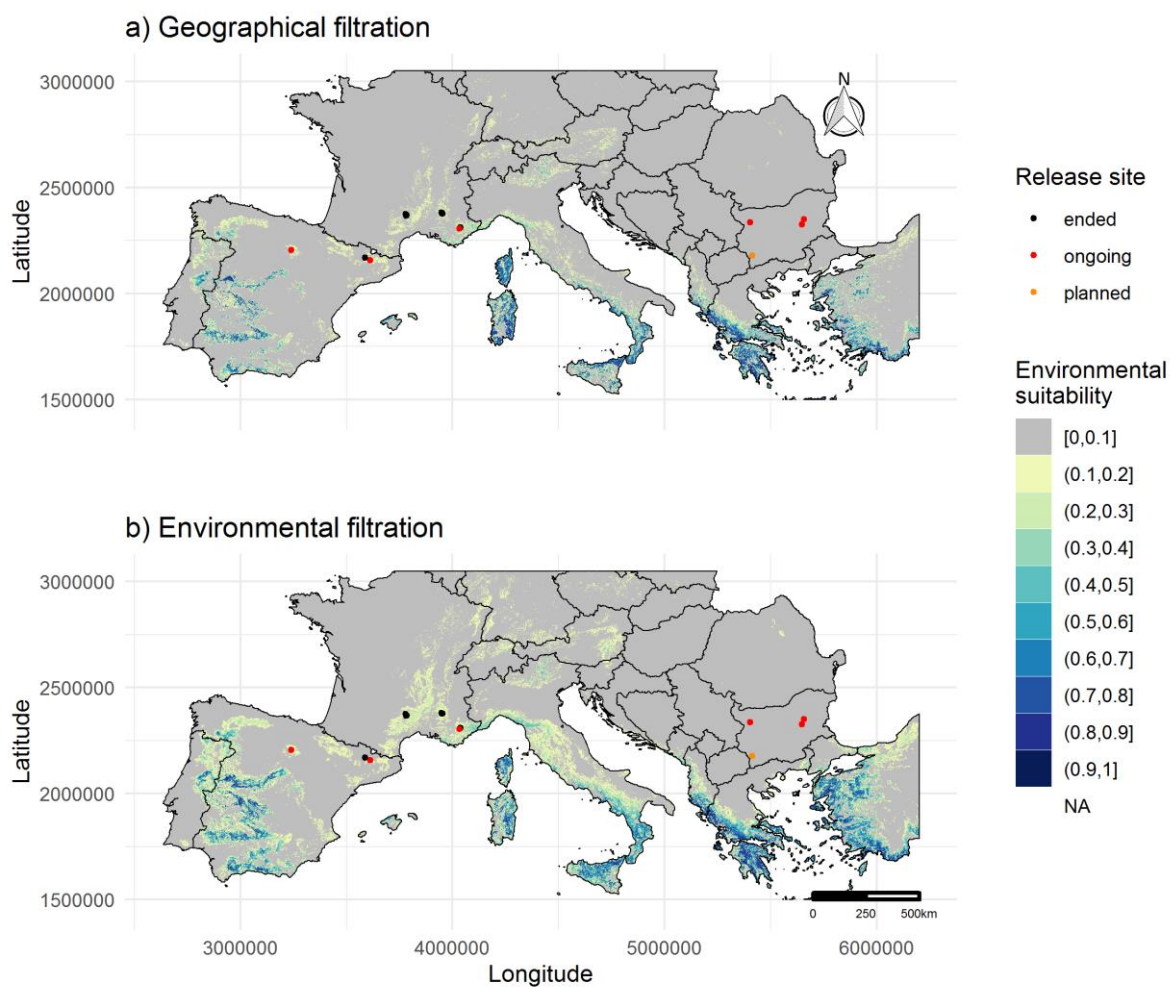 a) Geographical filtration
N
3000000
2500000
2000000
1500000
Latitude
Release site
ended
ongoing
planned
Environmental
suitability
[0,0.1]
(0.1,0.2]
(0.2,0.3]
(0.3,0.4]
(0.4,0.5]
(0.5,0.6]
(0.6,0.7]
(0.7,0.8]
(0.8,0.9]
(0.9,1]
NA
b) Environmental filtration
3000000
2500000
2000000
1500000
Latitude
0 250 500km
3000000 4000000 5000000 6000000
Longitude